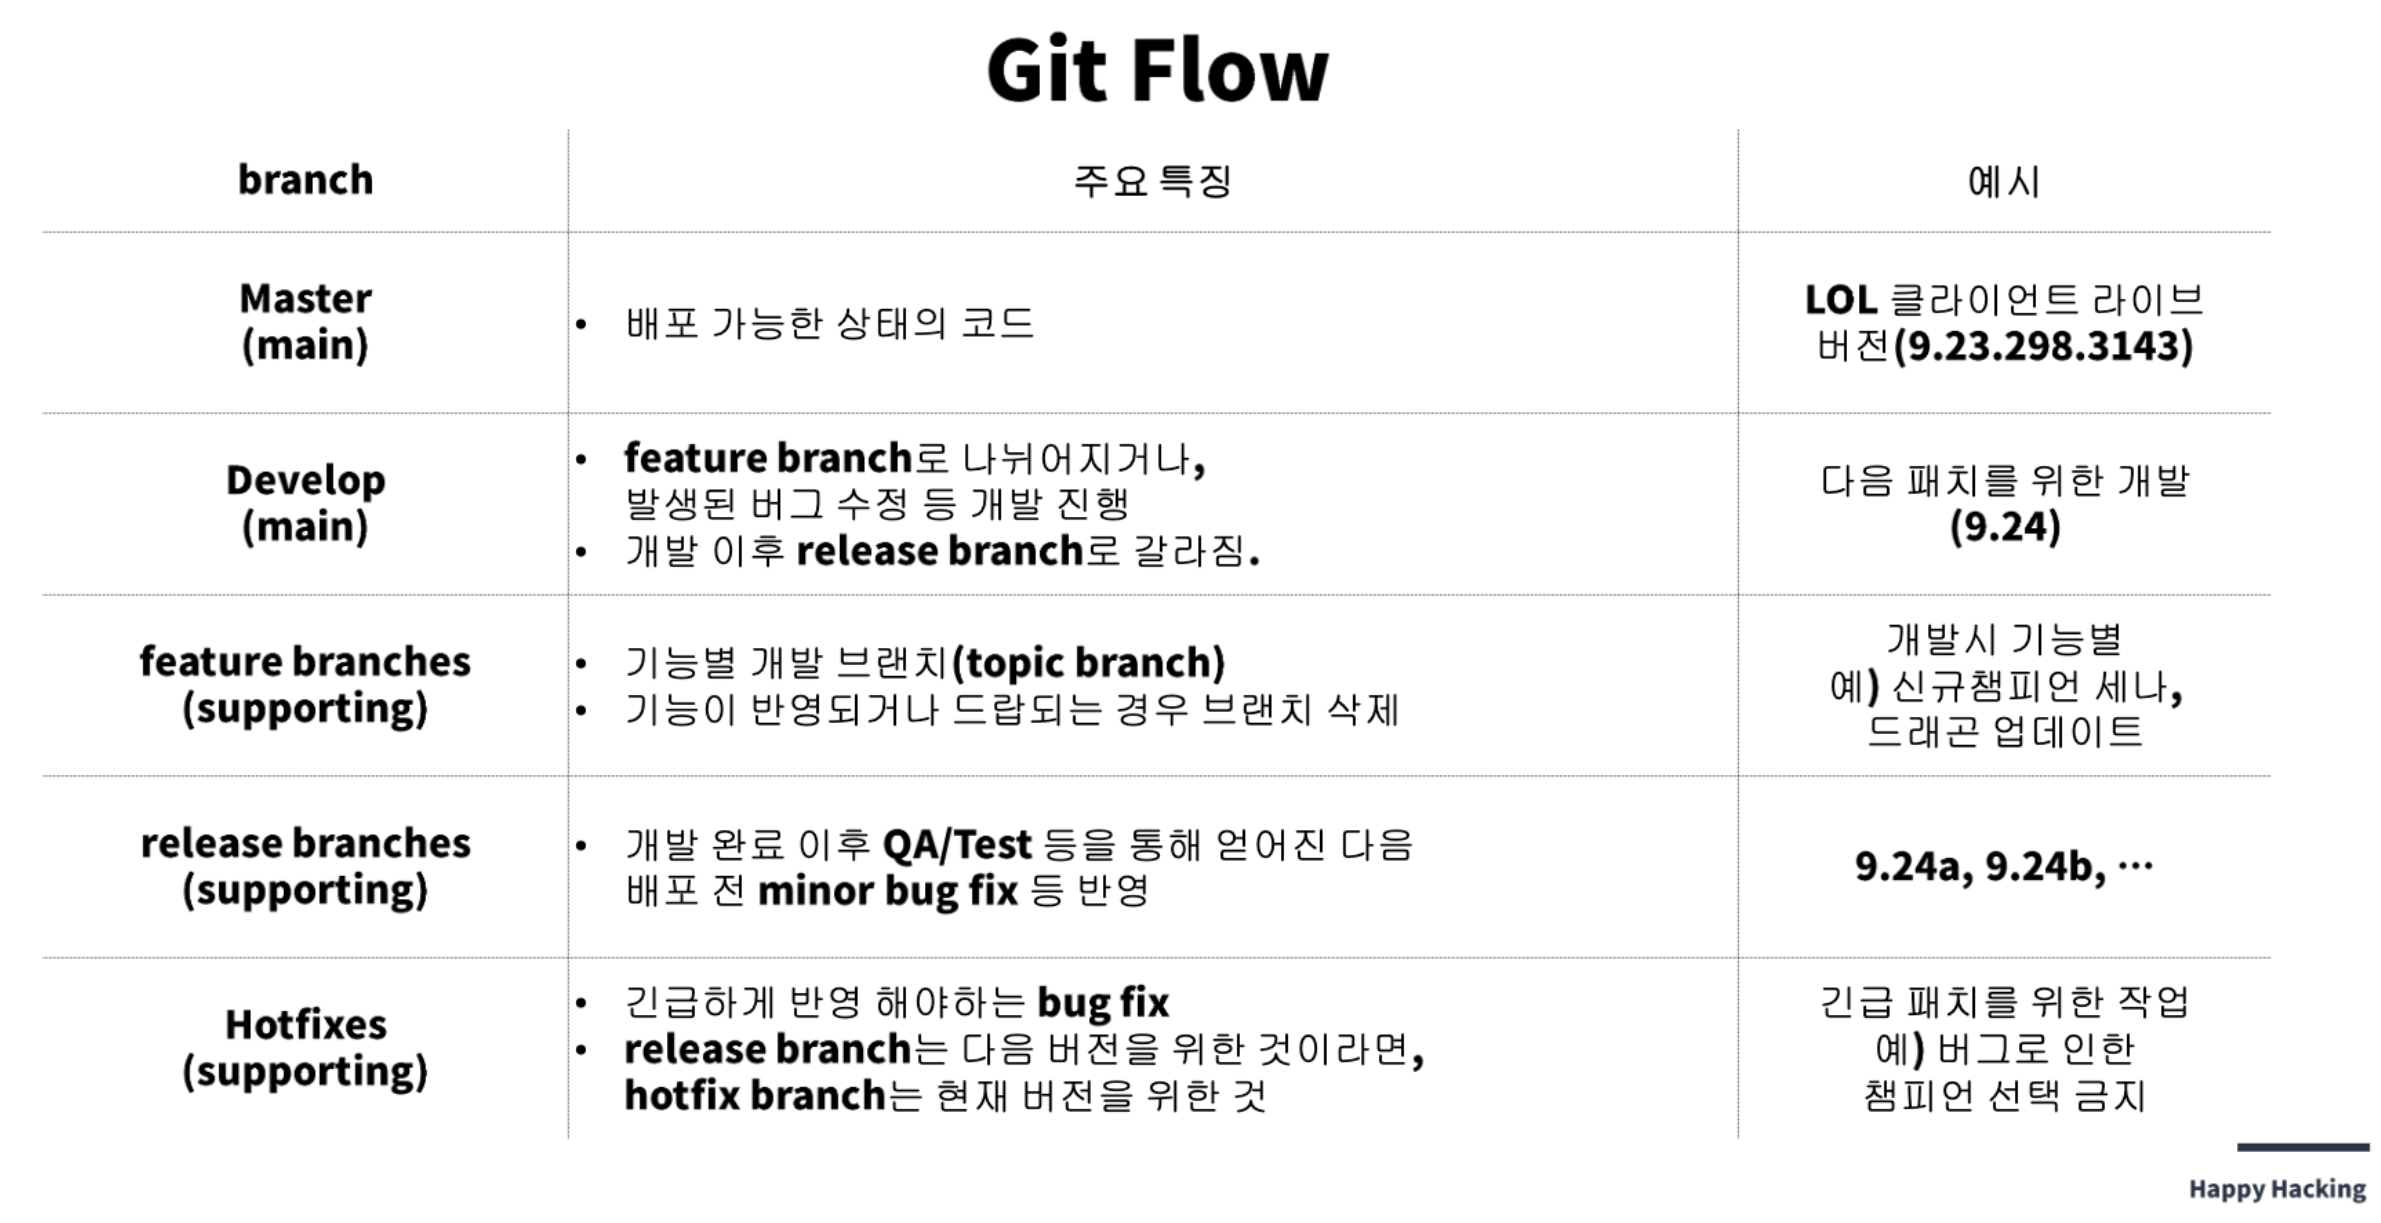 Git Flow
branch
주요 특징
예시
Master
(main)
• 배포 가능한 상태의 코드
LOL 클라이언트 라이브
버전(9.23.298.3143)
Develop
(main)
• feature branch로 나뉘어지거나,
발생된 버그 수정 등 개발 진행
• 개발 이후 release branch로 갈라짐.
다음 패치를 위한 개발
(9.24)
feature branches
(supporting)
• 기능별 개발 브랜치(topic branch)
• 기능이 반영되거나 드랍되는 경우 브랜치 삭제
개발시 기능별
예) 신규챔피언 세나,
드래곤 업데이트
release branches
(supporting)
• 개발 완료 이후 QA/Test 등을 통해 얻어진 다음
배포 전 minor bug fix 등 반영
9.24a, 9.24b, ⋯
Hotfixes
(supporting)
• 긴급하게 반영 해야하는 bug fix
• release branch는 다음 버전을 위한 것이라면,
hotfix branch는 현재 버전을 위한 것
긴급 패치를 위한 작업
예) 버그로 인한
챔피언 선택 금지
Happy Hacking